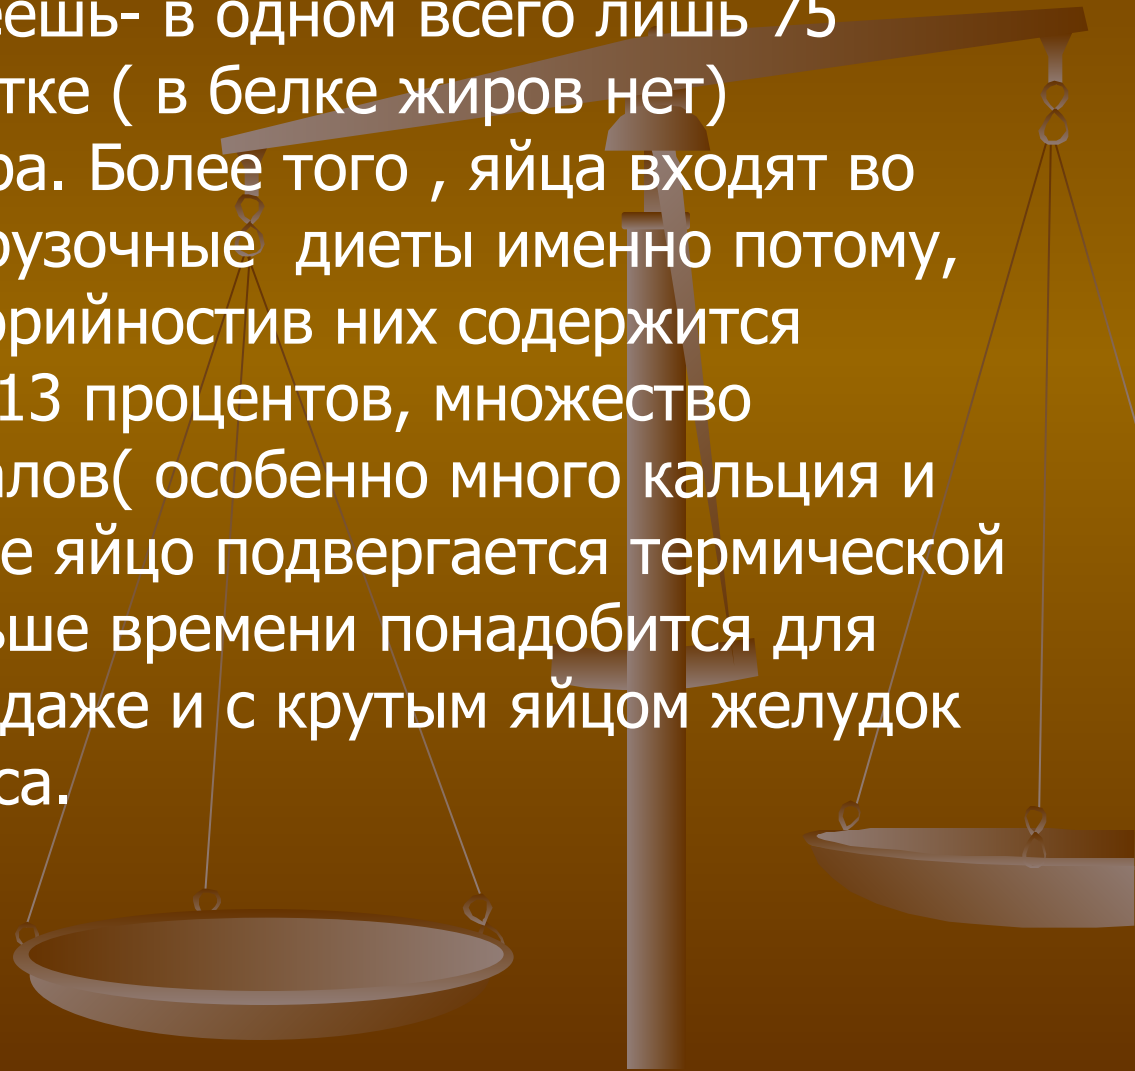 еешь- в одном всего лишь 75
тке ( в белке жиров нет)
ра. Более того , яйца входят во
рузочные  диеты именно потому,
орийностив них содержится
13 процентов, множество
алов( особенно много кальция и
е яйцо подвергается термической
ьше времени понадобится для
даже и с крутым яйцом желудок
са.